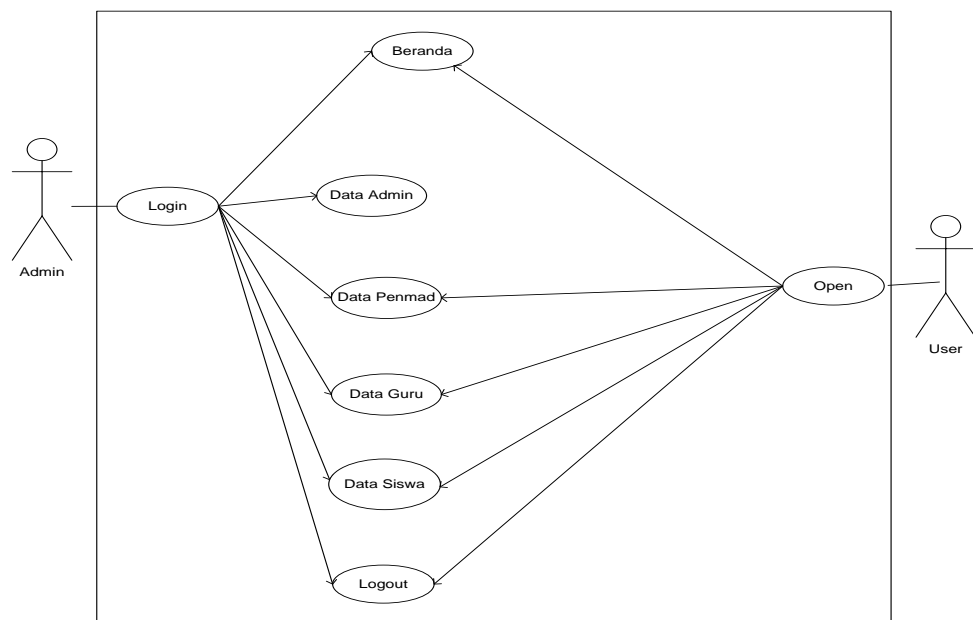 Beranda
Data Admin
Login
Admin
Data Penmad
Open
User
Data Guru
Data Siswa
Logout